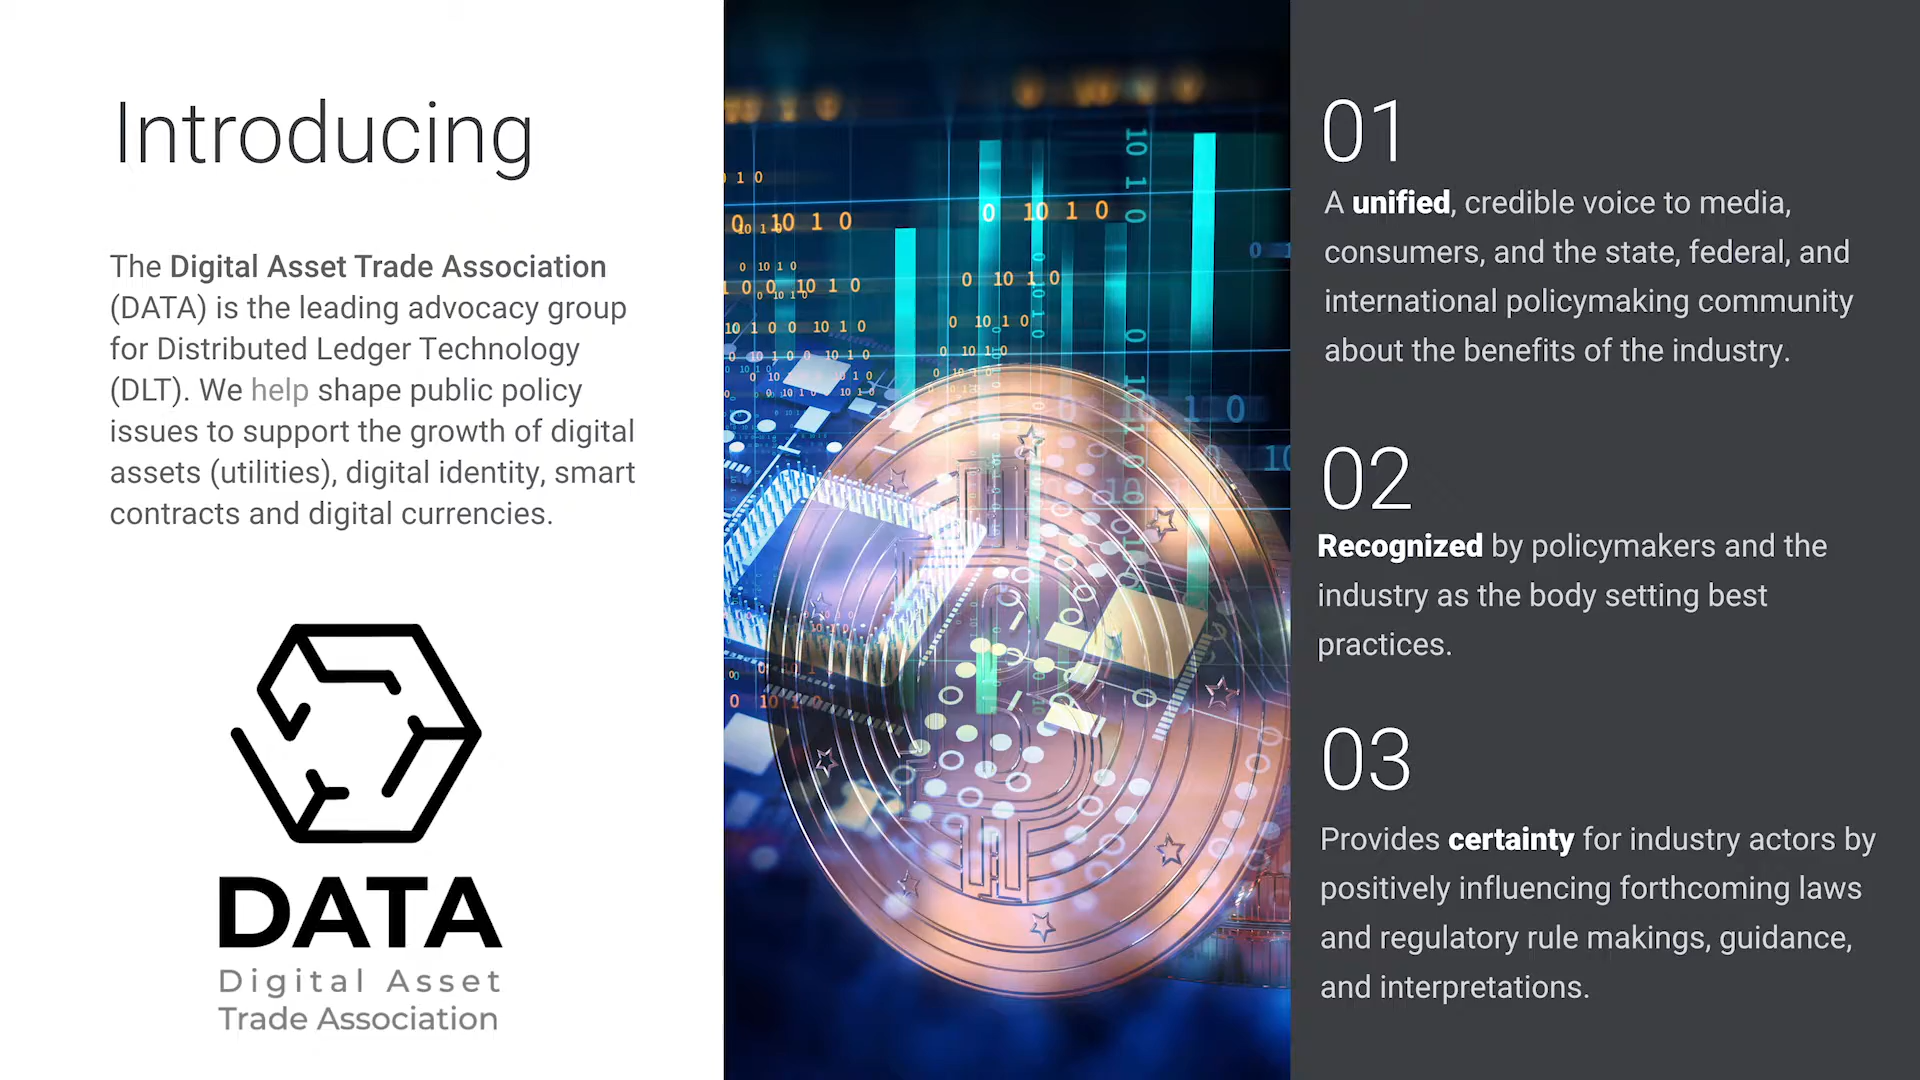 Introducing
The Digital Asset Trade Association
(DATA) is the leading advocacy group
for Distributed Ledger Technology
(DLT). We help shape public policy
issues to support the growth of digital
assets (utilities), digital identity, smart
contracts and digital currencies.
DATA
Digital Asset
Trade Association
01
A unified, credible voice to media,
consumers, and the state, federal, and
international policymaking community
about the benefits of the industry.
02
Recognized by policymakers and the
industry as the body setting best
practices.
03
Provides certainty for industry actors by
positively influencing forthcoming laws
and regulatory rule makings, guidance,
and interpretations.